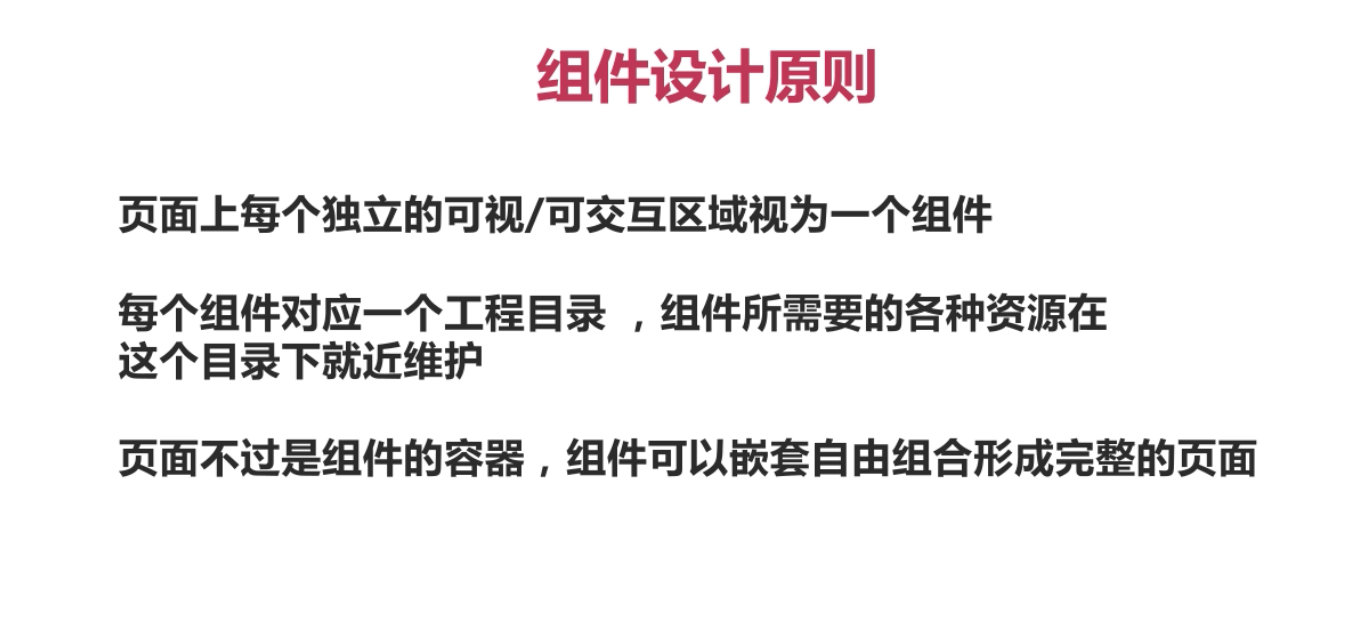 组件设计原则
页面上每个独立的可视/可交互区域视为一个组件
每个组件对应一个工程目录 ，组件所需要的各种资源在
这个目录下就近维护
页面不过是组件的容器，组件可以嵌套自由组合形成完整的页面